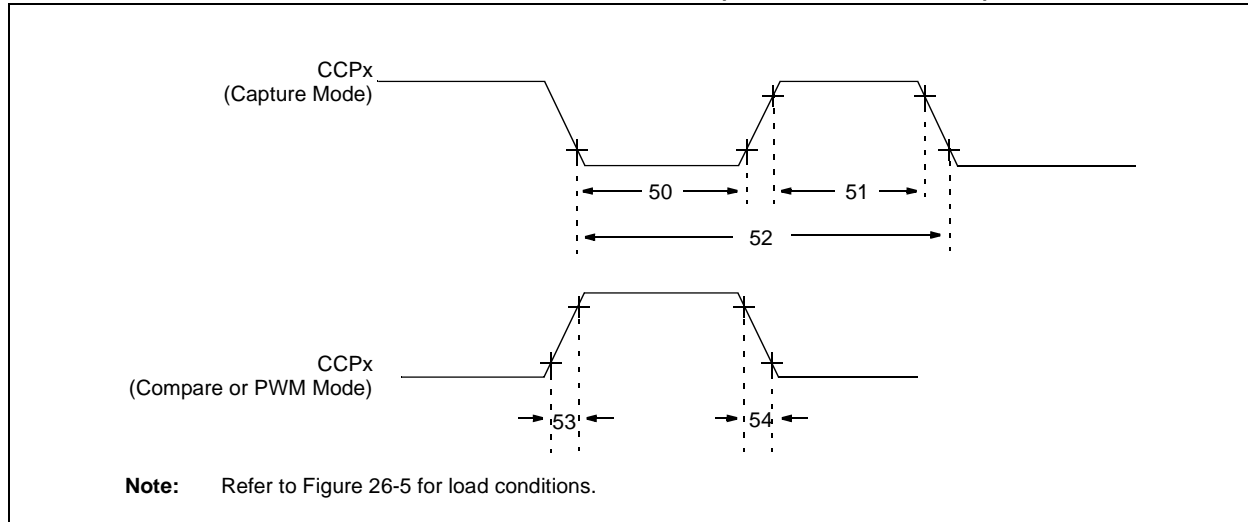 CCPx
(Capture Mode)
50
51
52
CCPx
(Compare or PWM Mode)
53
54
Note: Refer to Figure 26-5 for load conditions.